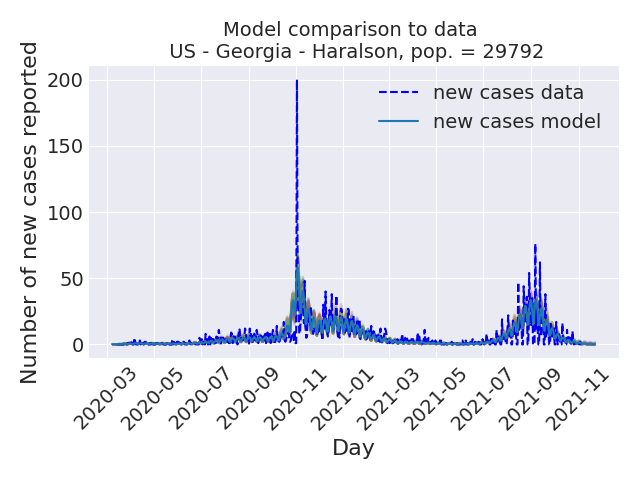 Model comparison to data
US - Georgia - Haralson, pop. = 29792
Number of new cases reported
200
150
100
50
0
new cases data
new cases model
2020-03
2020-05
2020-07
2020-09
2020-11
2021-01
2021-03
2021-05
2021-07
2021-09
2021-11
Day